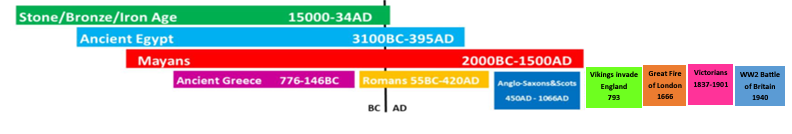 Stone/Bronze/Iron Age 15000-34AD
Ancient Egypt 3100BC-395AD
Mayans 2000BC-1500AD
Ancient Greece 776-146BC
Romans 55BC-420AD
Anglo-Saxons&Scots
450AD - 1066AD
Vikings invade
England
793
Great Fire
of London
1666
Victorians
1837-1901
WW2 Battle
of Britain
1940
BC AD